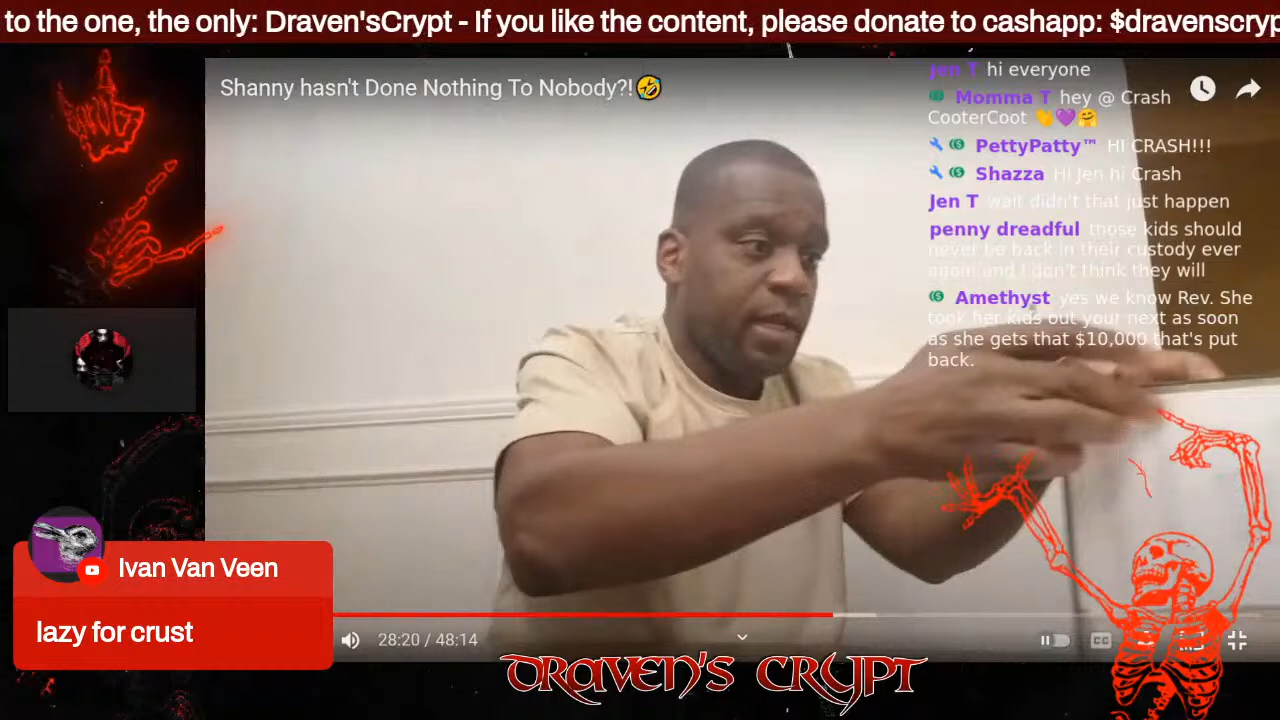 to the one, the only: Draven'sCrypt - If you like the content, please donate to cashapp: $dravenscryp
Shanny hasn't Done Nothing To Nobody?!🤣
Jen T hi everyone
Momma T hey @ Crash
CooterCoot 👏💜🤗
PettyPatty™ HI CRASH!!!
Shazza Hi Jen hi Crash
Jen T wait didn't that just happen
penny dreadful those kids should
never be back in their custody ever
again and I don't think they will
Amethyst yes we know Rev. She
took her kids out your next as soon
as she gets that $10,000 that's put
back.
Ivan Van Veen
lazy for crust
28:20 / 48:14
CC
DRAVEN'S CRYPT